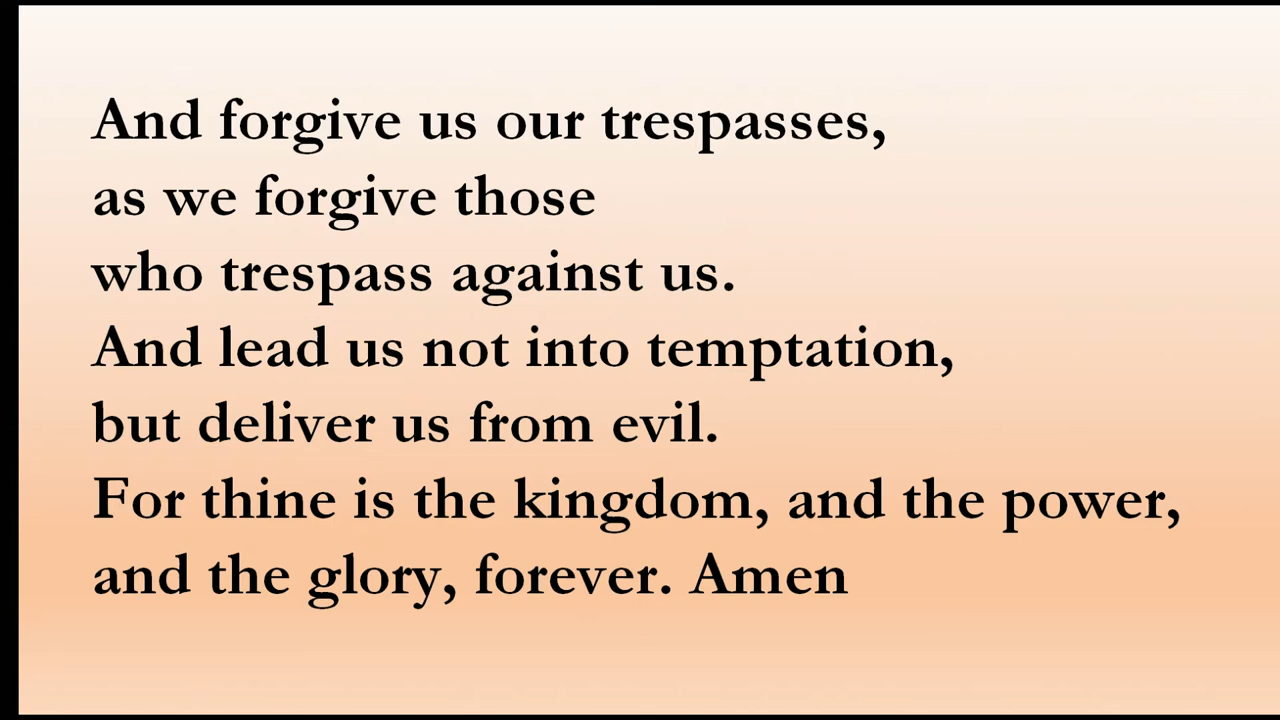 And forgive us our trespasses,
as we forgive those
who trespass against us.
And lead us not into temptation,
but deliver us from evil.
For thine is the kingdom, and the power,
and the glory, forever. Amen